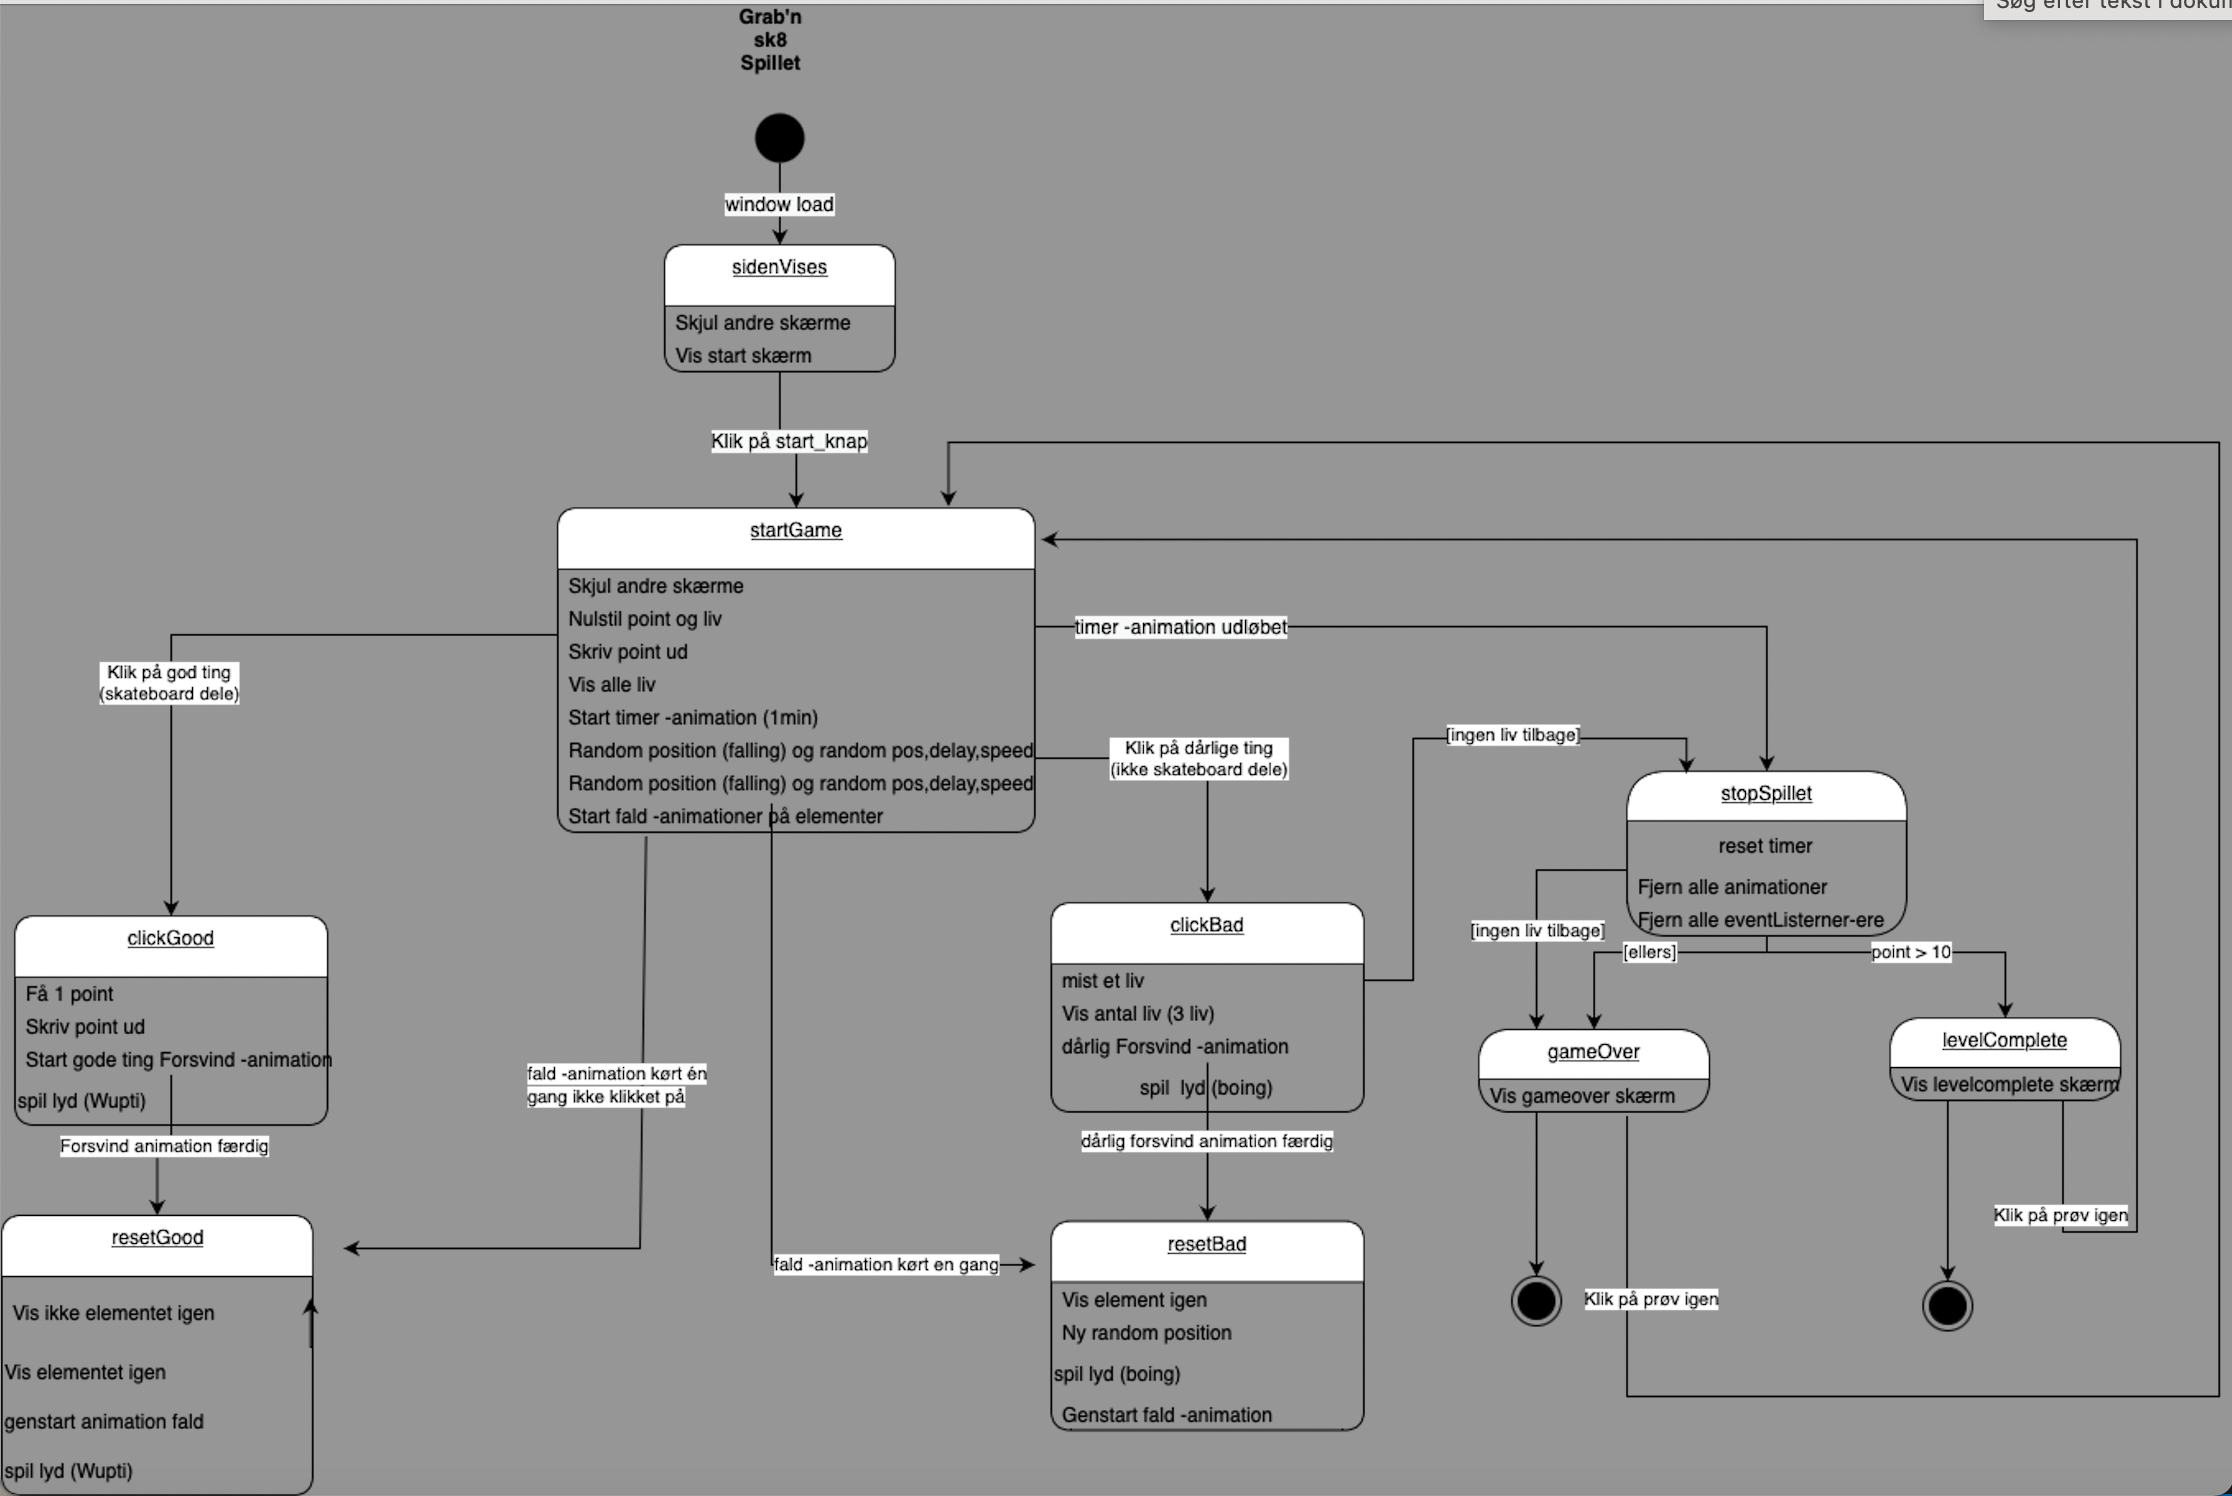 Søg efter tekst i
Grab'n
sk8
Spillet
window load
sidenVises
Skjul andre skærme
Vis start skærm
Klik på start_knap
startGame
Skjul andre skærme
Nulstil point og liv
Skriv point ud
Vis alle liv
Start timer -animation (1min)
Random position (falling) og random pos,delay,speed
Random position (falling) og random pos,delay,speed
Start fald -animationer på elementer
timer -animation udløbet
Klik på god ting
(skateboard dele)
Klik på dårlige ting
(ikke skateboard dele)
[ingen liv tilbage]
stopSpillet
reset timer
Fjern alle animationer
Fjern alle eventListerner-ere
[ingen liv tilbage]
[ellers]
point > 10
clickGood
Få 1 point
Skriv point ud
Start gode ting Forsvind -animation
spil lyd (Wupti)
Forsvind animation færdig
fald -animation kørt én
gang ikke klikket på
clickBad
mist et liv
Vis antal liv (3 liv)
dårlig Forsvind -animation
spil lyd (boing)
dårlig forsvind animation færdig
gameOver
Vis gameover skærm
levelComplete
Vis levelcomplete skærm
Klik på prøv igen
Klik på prøv igen
resetGood
Vis ikke elementet igen
Vis elementet igen
genstart animation fald
spil lyd (Wupti)
fald -animation kørt en gang
resetBad
Vis element igen
Ny random position
spil lyd (boing)
Genstart fald -animation